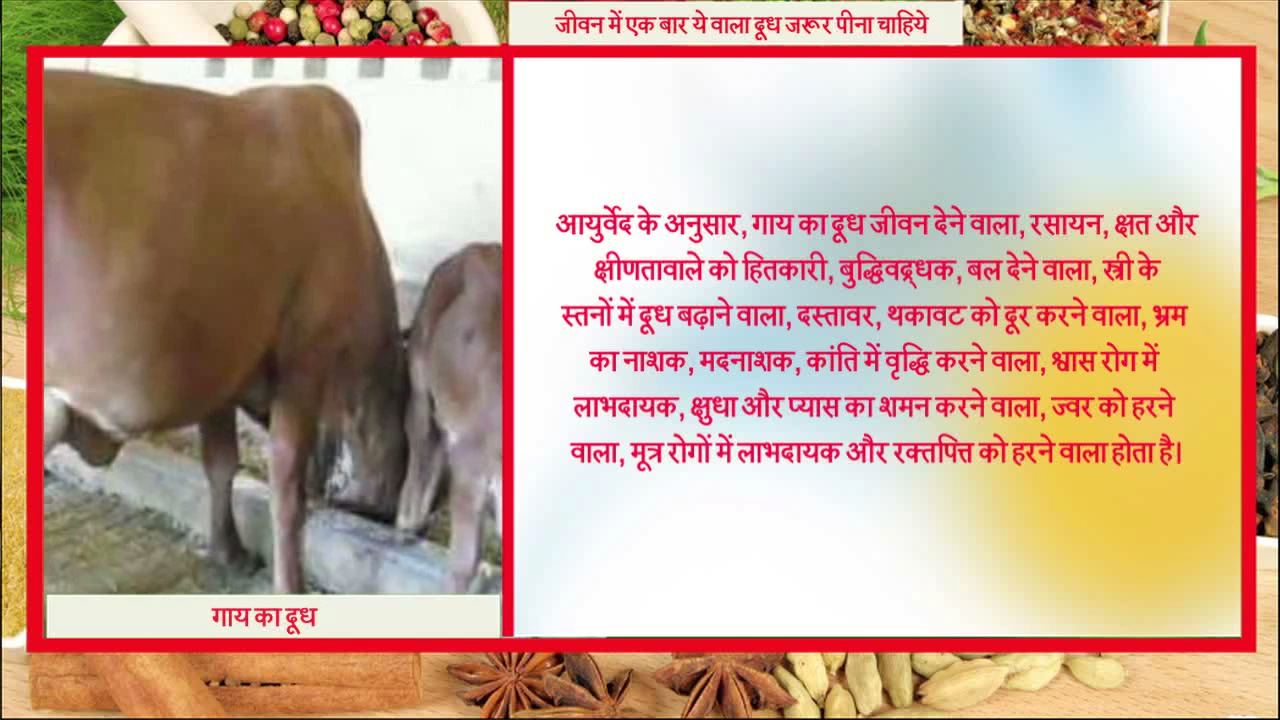 जीवन में एक बार ये वाला दूध जरूर पीना चाहिये
आयुर्वेद के अनुसार, गाय का दूध जीवन देने वाला, रसायन, क्षत और
क्षीणतावाले को हितकारी, बुद्धिवद्र्धक, बल देने वाला, स्त्री के
स्तनों में दूध बढ़ाने वाला, दस्तावर, थकावट को दूर करने वाला, भ्रम
का नाशक, मदनाशक, कांति में वृद्धि करने वाला, श्वास रोग में
लाभदायक, क्षुधा और प्यास का शमन करने वाला, ज्वर को हरने
वाला, मूत्र रोगों में लाभदायक और रक्तपित्त को हरने वाला होता है।
गाय का दूध